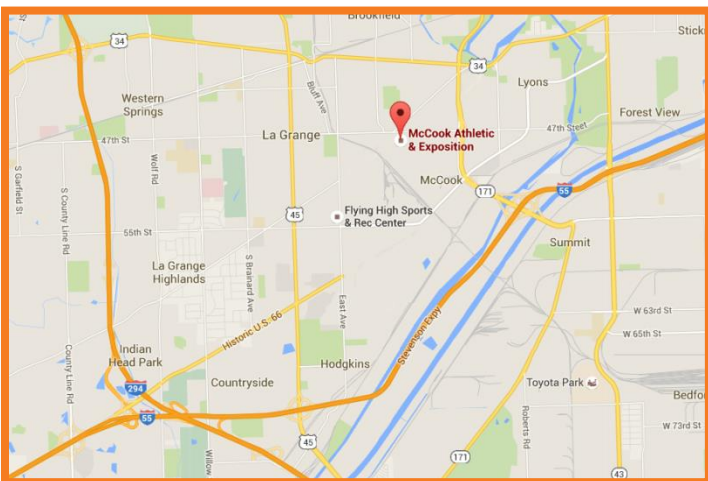 Brookfield
Stick
34
34
Lyons
Western
Springs
Bluff Ave
Forest View
La Grange
McCook Athletic
& Exposition
47th Street
47th St
Wolf Rd
McCook
171
55
S Garfield St
S County Line Rd
45
Flying High Sports
& Rec Center
55th St
Summit
La Grange
Highlands
S Brainard Ave
East Ave
Historic U.S. 66
Stevenson Expy
W 63rd St
W 65th St
County Line Rd
Indian
Head Park
Hodgkins
294
Countryside
Toyota Park
Bedfo
55
Roberts Rd
W 73rd St
45
Willow
171
43